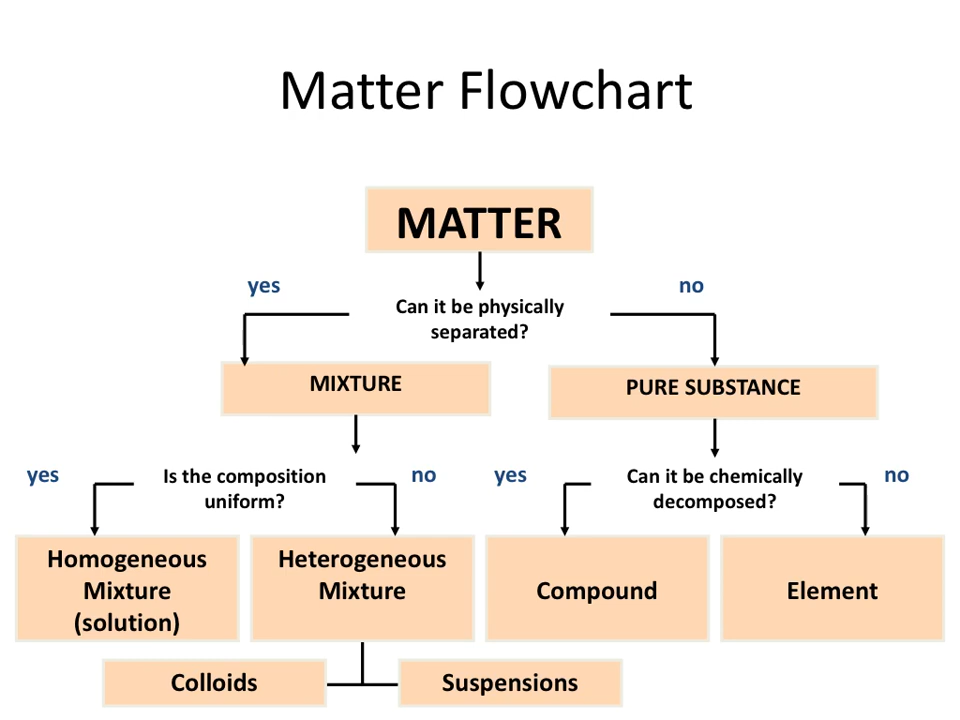 Matter Flowchart
MATTER
yes
no
Can it be physically
separated?
MIXTURE
PURE SUBSTANCE
yes
Is the composition
uniform?
no
yes
Can it be chemically
decomposed?
no
Homogeneous
Mixture
(solution)
Heterogeneous
Mixture
Compound
Element
Colloids
Suspensions